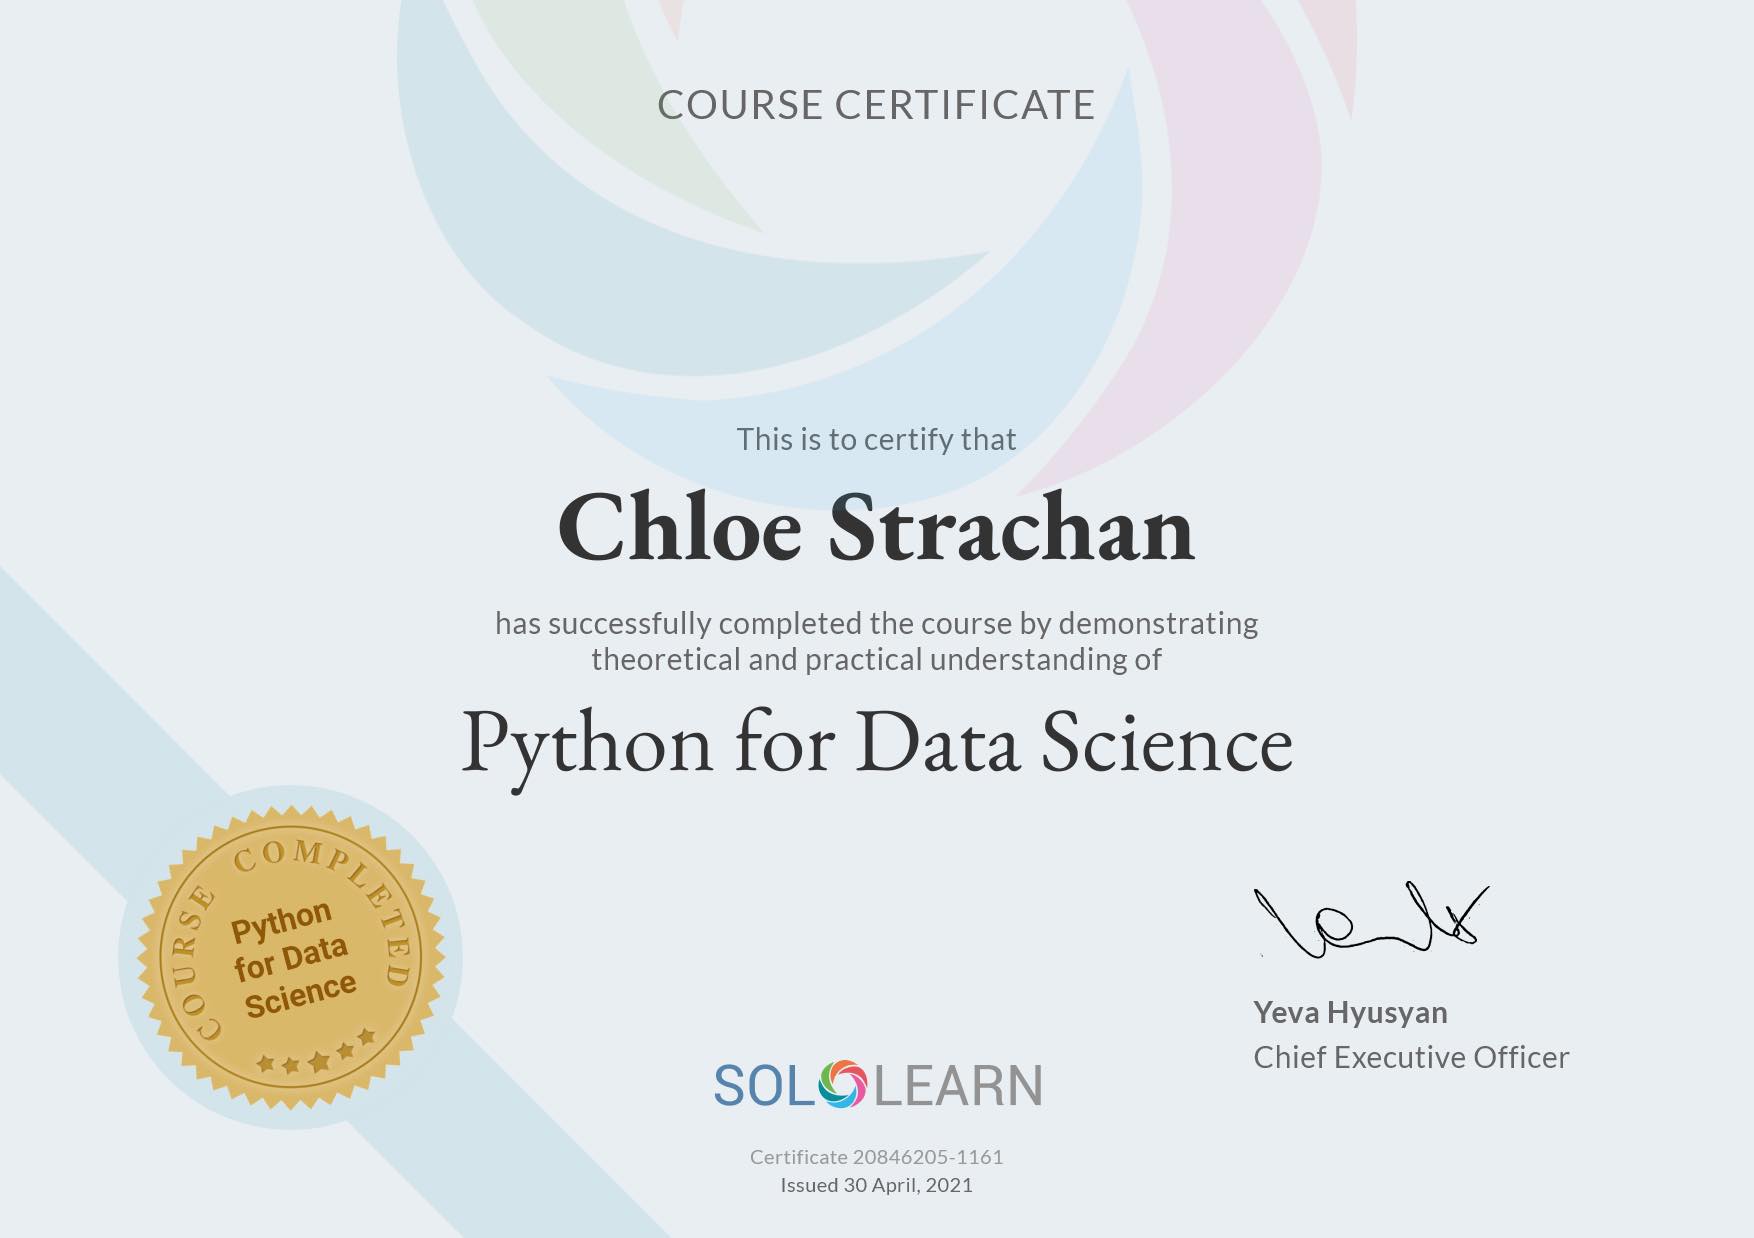 COURSE CERTIFICATE
This is to certify that
Chloe Strachan
has successfully completed the course by demonstrating
theoretical and practical understanding of
Python for Data Science
COURSE COMPLETED
Python
for Data
Science
Yeva Hyusyan
Chief Executive Officer
SOLOLEARN
Certificate 20846205-1161
Issued 30 April, 2021